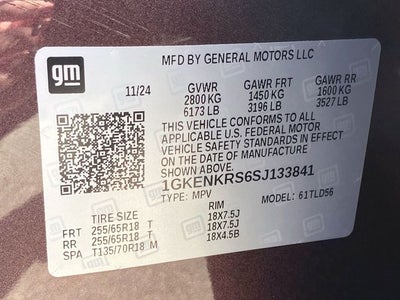 gm
MFD BY GENERAL MOTORS LLC
11/24 GVWR GAWR FRT GAWR RR
2800 KG 1450 KG 1600 KG
6173 LB 3196 LB 3527 LB
THIS VEHICLE CONFORMS TO ALL
APPLICABLE U.S. FEDERAL MOTOR
VEHICLE SAFETY STANDARDS IN EFFECT
ON THE DATE OF MANUFACTURE
SHOWN ABOVE.
1GKENKRS6SJ133841
TYPE: MPV MODEL: 61TLD56
TIRE SIZE RIM
FRT 255/65R18 T 18X7.5J
RR 255/65R18 T 18X7.5J
SPA T135/70R18 M 18X4.5B